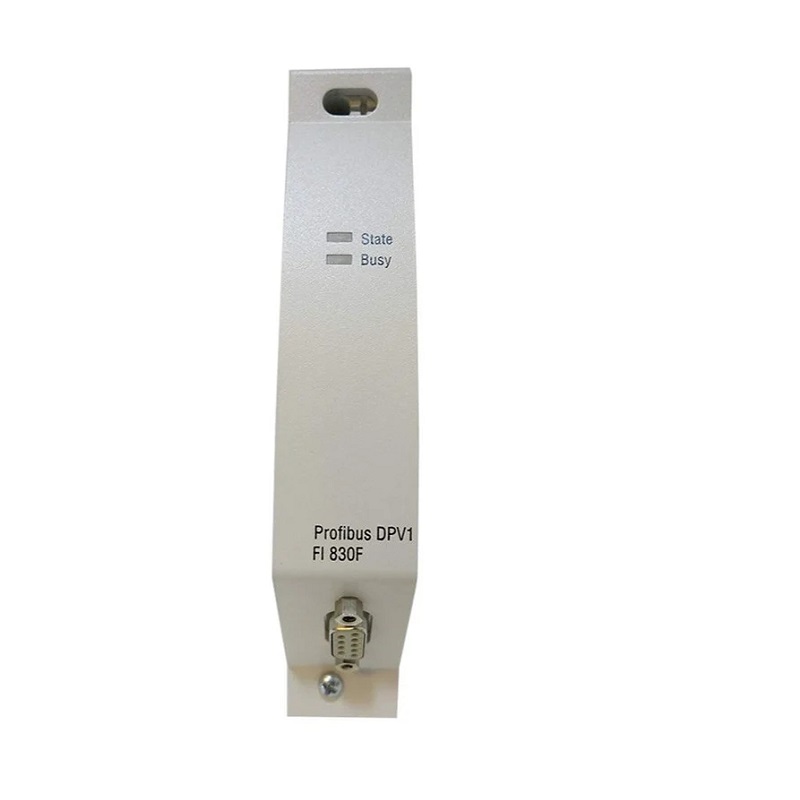 State
Busy
Profibus DPV1
FI 830F